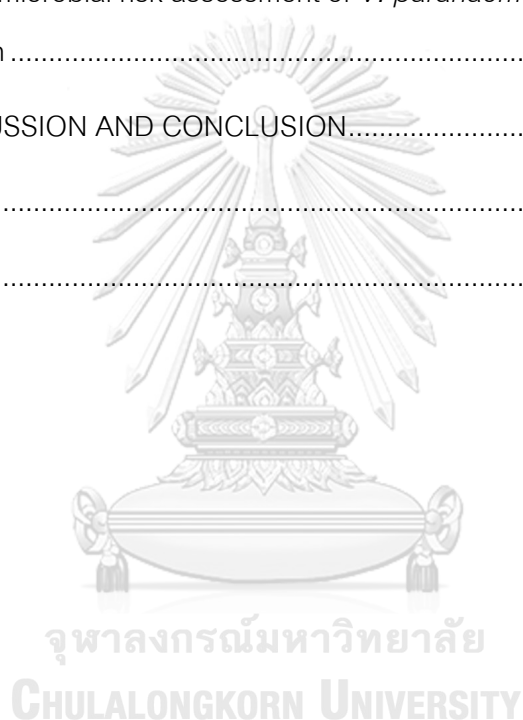 microbial risk assessment of V. parahaem
n ........................................................................
USSION AND CONCLUSION........................
........................................................................
........................................................................
จุฬาลงกรณ์มหาวิทยาลัย
CHULALONGKORN UNIVERSITY